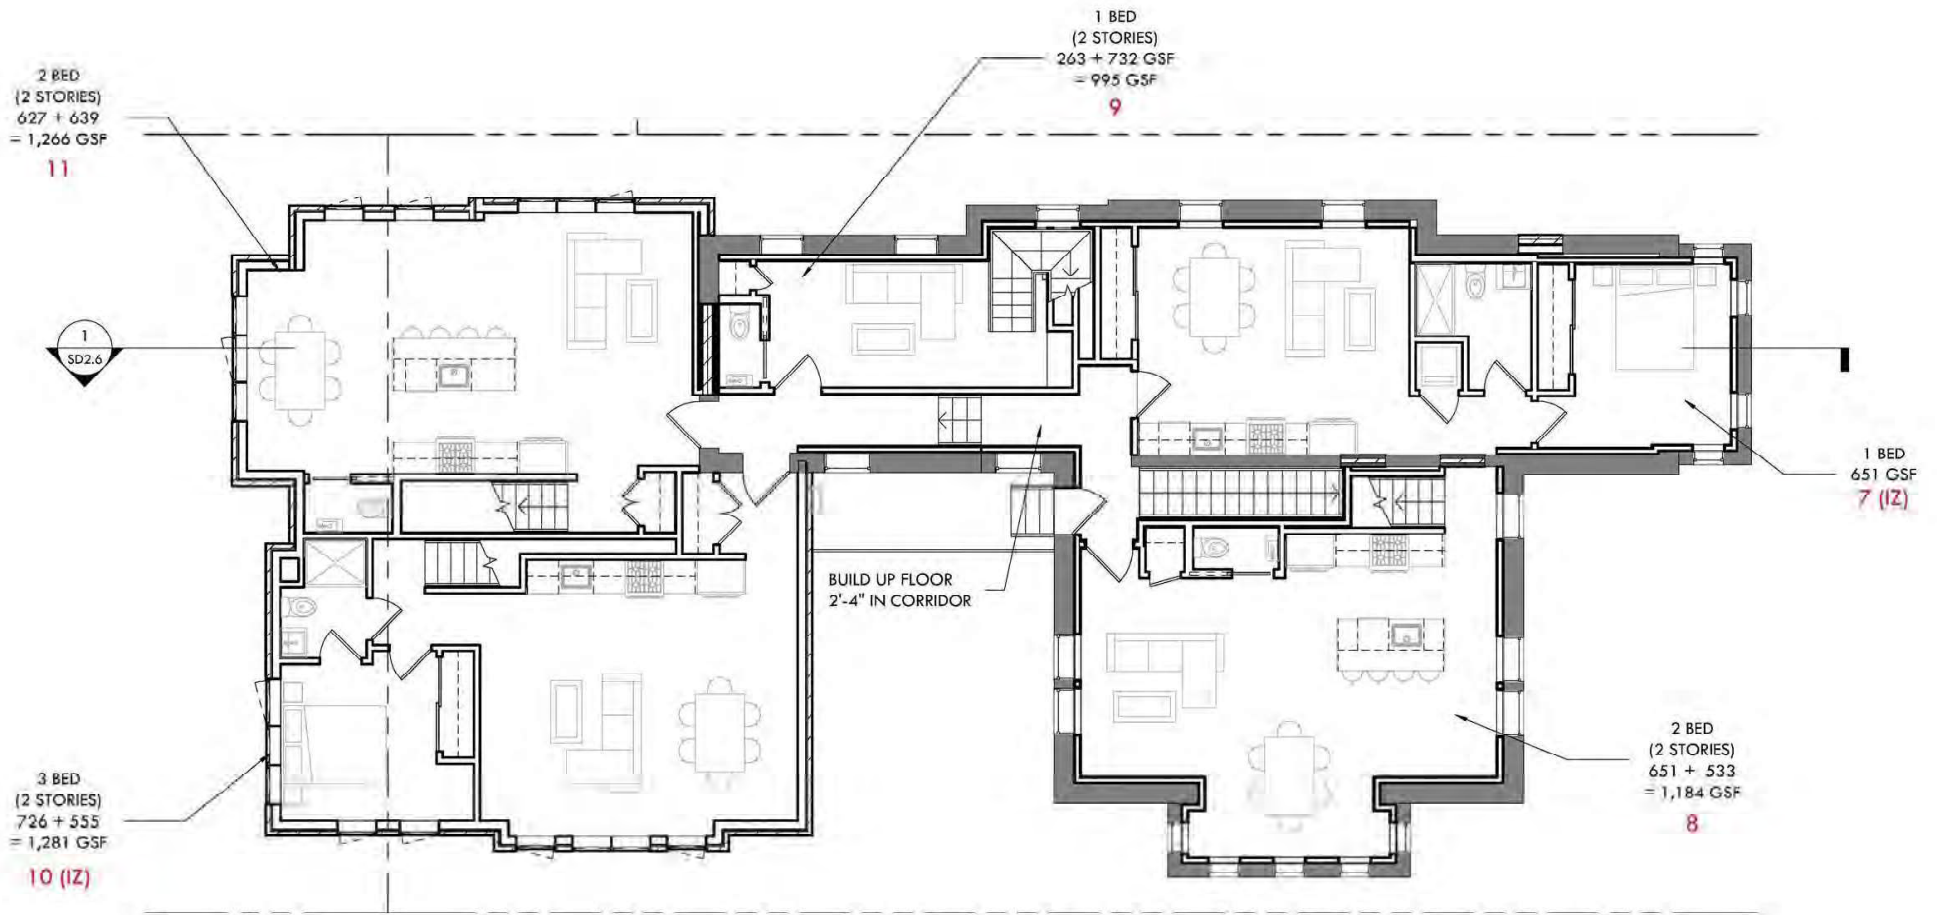 1 BED
(2 STORIES)
263 + 732 GSF
= 995 GSF
9
2 BED
(2 STORIES)
627 + 639
= 1,266 GSF
11
1
SD2.6
1 BED
651 GSF
7 (IZ)
BUILD UP FLOOR
2'-4" IN CORRIDOR
2 BED
(2 STORIES)
651 + 533
= 1,184 GSF
8
3 BED
(2 STORIES)
726 + 555
= 1,281 GSF
10 (IZ)